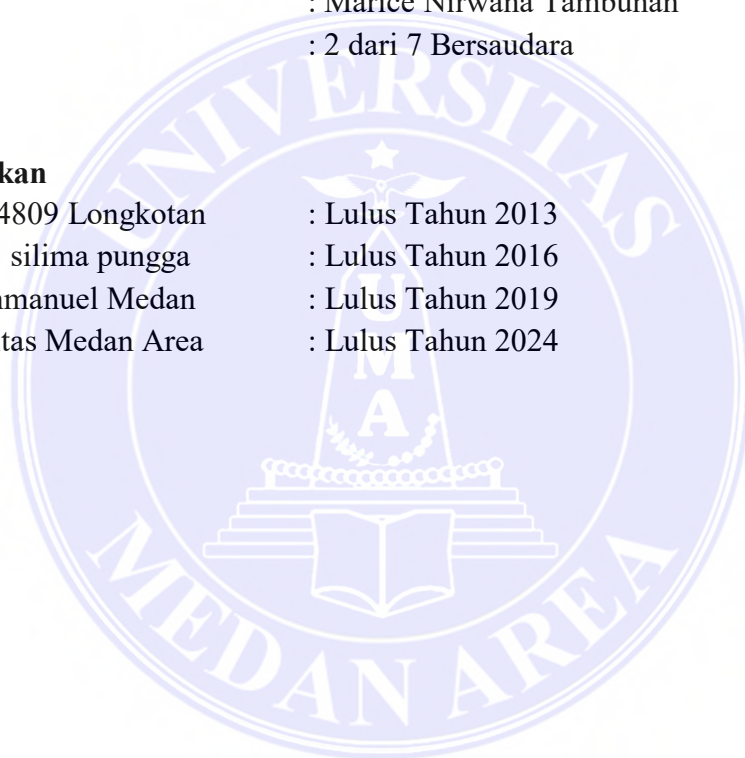 : Marice Nirwana Tambunan
: 2 dari 7 Bersaudara
kan
4809 Longkotan : Lulus Tahun 2013
silima pungga : Lulus Tahun 2016
manuel Medan : Lulus Tahun 2019
tas Medan Area : Lulus Tahun 2024
UNIVERSITAS
UMA
MEDAN AREA